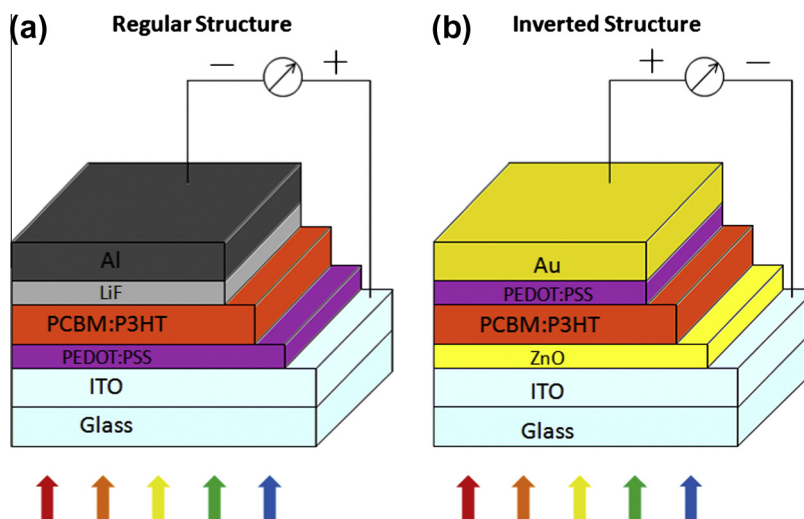 (a) Regular Structure
− +
Al
LiF
PCBM:P3HT
PEDOT:PSS
ITO
Glass
(b) Inverted Structure
+ −
Au
PEDOT:PSS
PCBM:P3HT
ZnO
ITO
Glass